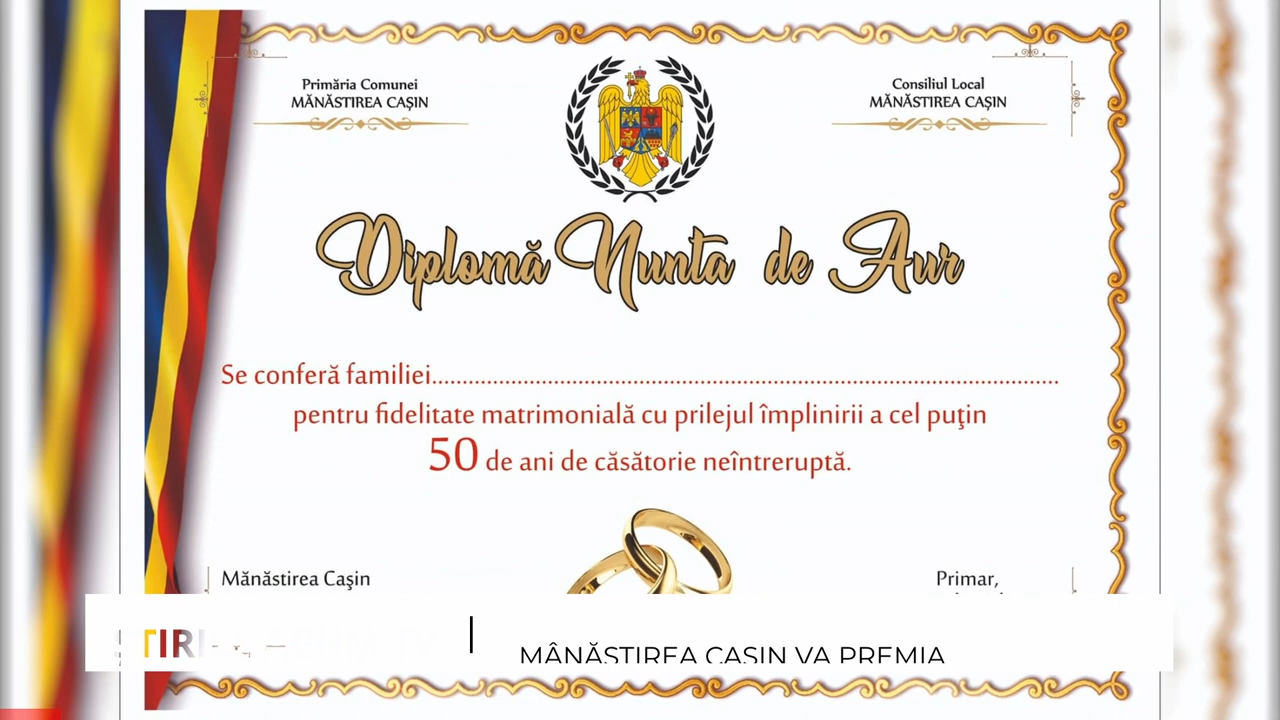 Primăria Comunei
MĂNĂSTIREA CAŞIN
Consiliul Local
MĂNĂSTIREA CAŞIN
Diplomă Nunta de Aur
Se conferă familiei
pentru fidelitate matrimonială cu prilejul împlinirii a cel puţin
50 de ani de căsătorie neîntreruptă.
Mănăstirea Caşin
Primar,
ȘTIRI
MÂNĂSTIREA CAȘIN VA PREMIA